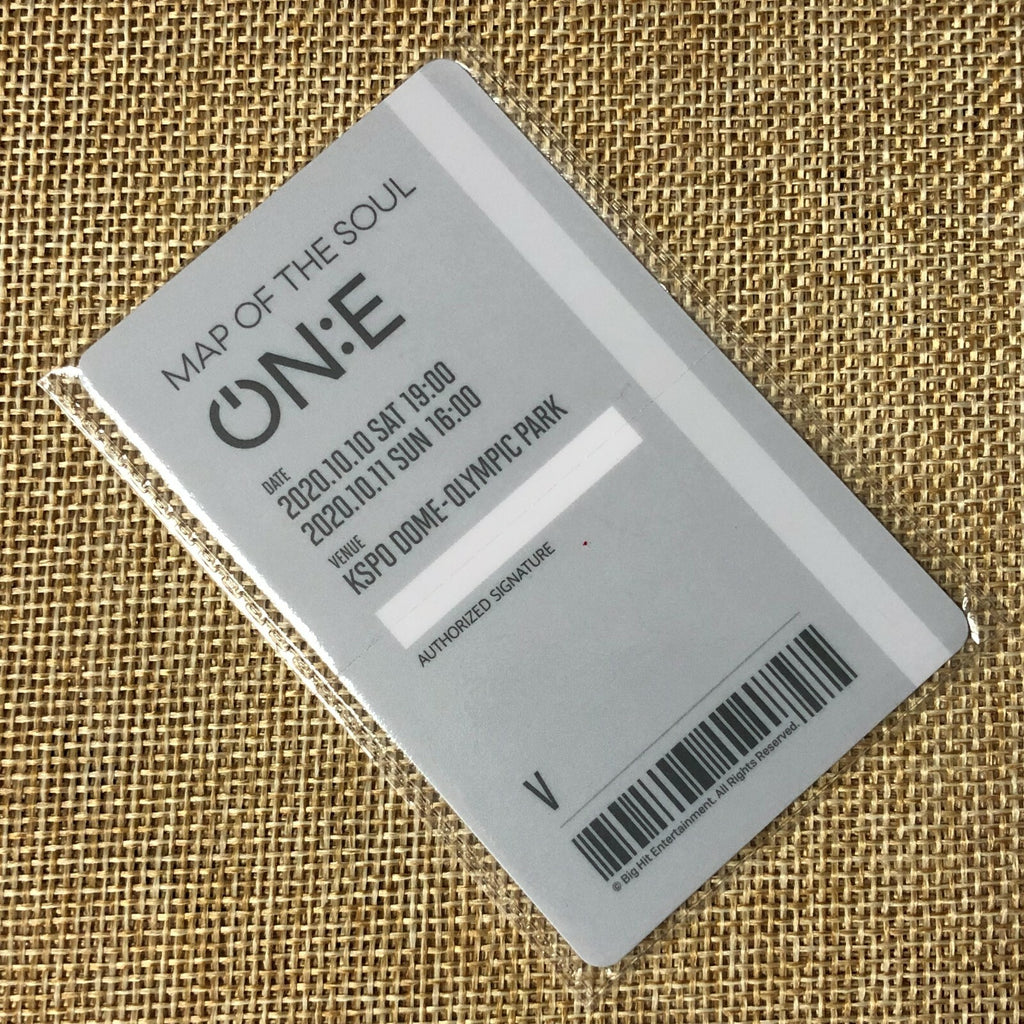 MAP OF THE SOUL
ON:E
DATE
2020.10.10 SAT 19:00
2020.10.11 SUN 16:00
VENUE
KSPO DOME-OLYMPIC PARK
AUTHORIZED SIGNATURE
V
© Big Hit Entertainment. All Rights Reserved.